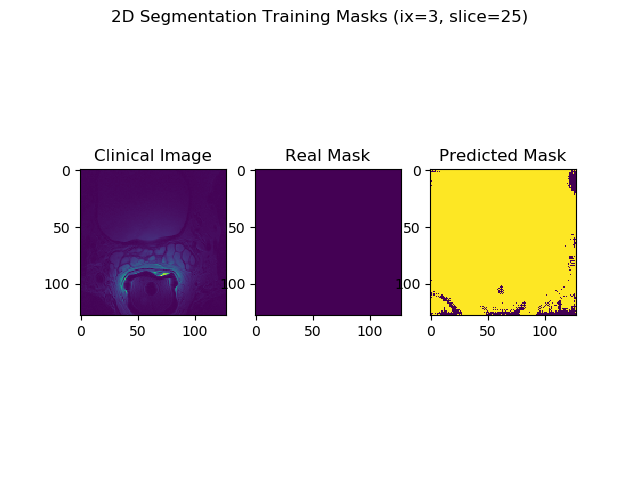 2D Segmentation Training Masks (ix=3, slice=25)
Clinical Image Real Mask Predicted Mask
0 0 0
50 50 50
100 100 100
0 50 100 0 50 100 0 50 100